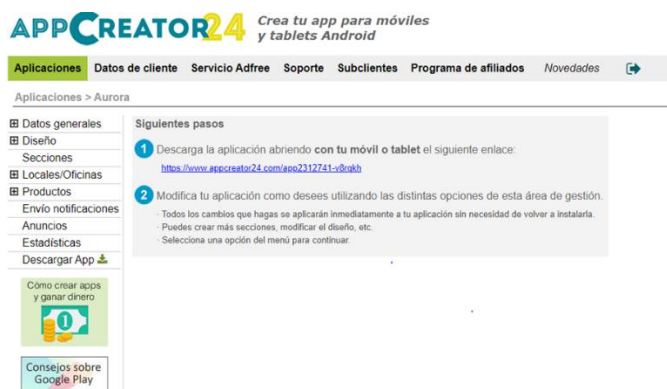 APPCREATOR24
Crea tu app para móviles
y tablets Android
Aplicaciones Datos de cliente Servicio Adfree Soporte Subclientes Programa de afiliados Novedades
Aplicaciones > Aurora
Datos generales
Diseño
Secciones
Locales/Oficinas
Productos
Envío notificaciones
Anuncios
Estadísticas
Descargar App
Cómo crear apps
y ganar dinero
Consejos sobre
Google Play
Siguientes pasos
1 Descarga la aplicación abriendo con tu móvil o tablet el siguiente enlace:
https://www.appcreator24.com/app2312741-v8rqkh
2 Modifica tu aplicación como desees utilizando las distintas opciones de esta área de gestión.
- Todos los cambios que hagas se aplicarán inmediatamente a tu aplicación sin necesidad de volver a instalarla.
- Puedes crear más secciones, modificar el diseño, etc.
- Selecciona una opción del menú para continuar.